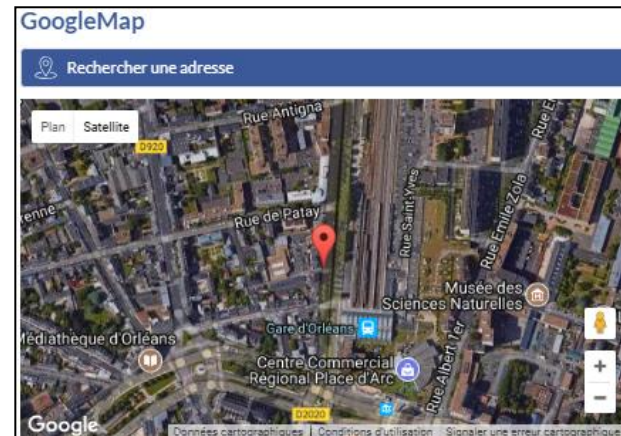 GoogleMap
Rechercher une adresse
Plan Satellite
D920
Rue Antigna
Rue de Patay
Rue Saint-Yves
Rue Emile Zola
Musée des
Sciences Naturelles
Gare d'Orléans
Médiathèque d'Orléans
Centre Commercial
Régional Place d'Arc
Rue Albert 1er
D2020
Google
Données cartographiques
Conditions d'utilisation
Signaler une erreur cartographique